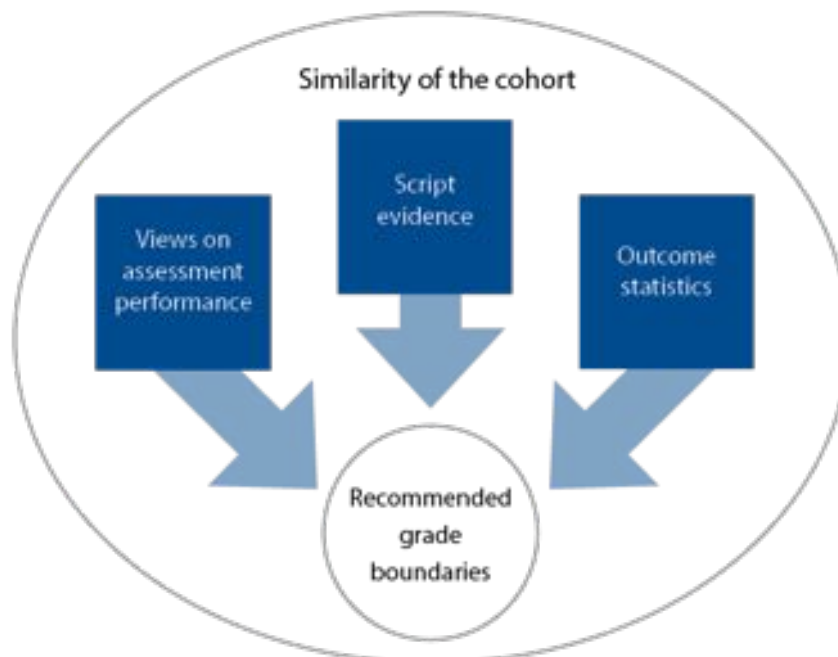 Similarity of the cohort
Views on
assessment
performance
Script
evidence
Outcome
statistics
Recommended
grade
boundaries